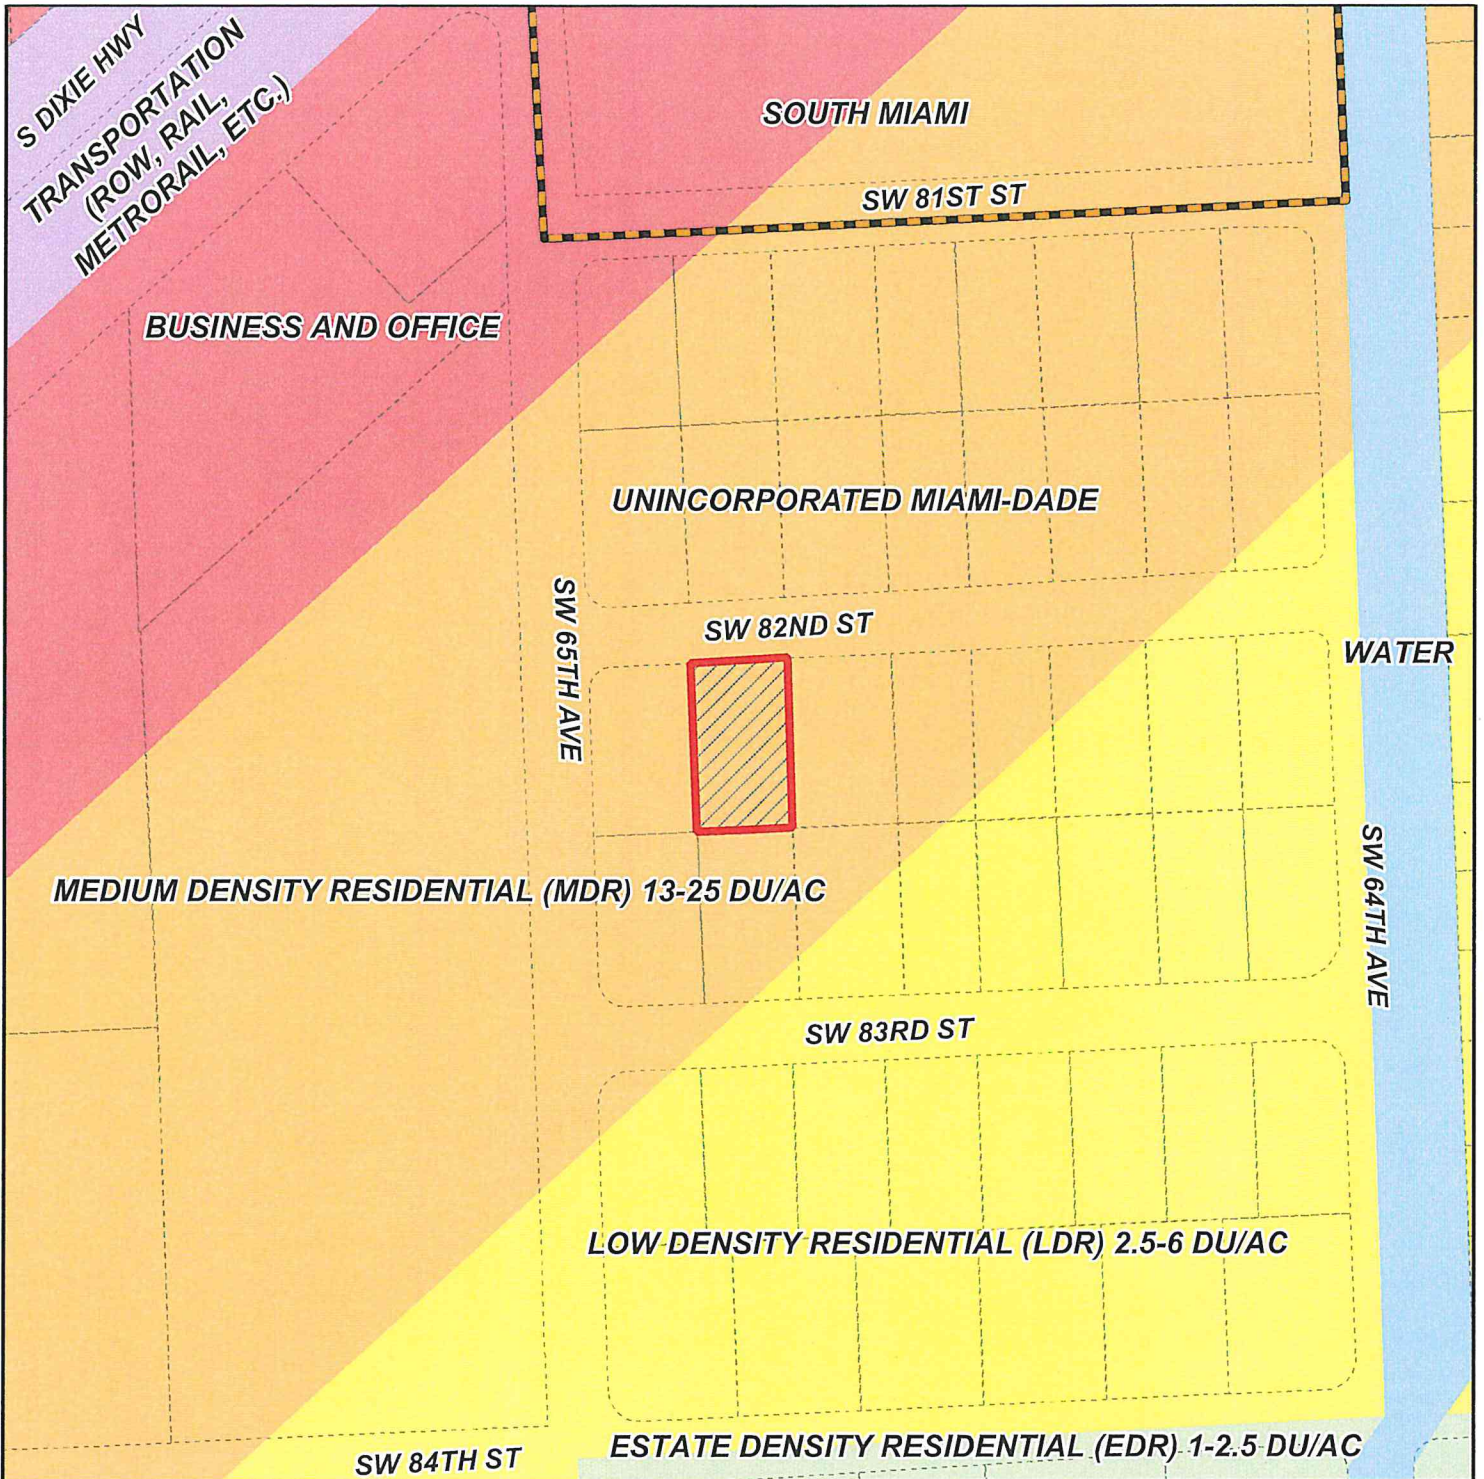 S DIXIE HWY
TRANSPORTATION
(ROW, RAIL,
METRORAIL, ETC.)
SOUTH MIAMI
SW 81ST ST
BUSINESS AND OFFICE
UNINCORPORATED MIAMI-DADE
SW 65TH AVE
SW 82ND ST
WATER
MEDIUM DENSITY RESIDENTIAL (MDR) 13-25 DU/AC
SW 64TH AVE
SW 83RD ST
LOW DENSITY RESIDENTIAL (LDR) 2.5-6 DU/AC
ESTATE DENSITY RESIDENTIAL (EDR) 1-2.5 DU/AC
SW 84TH ST